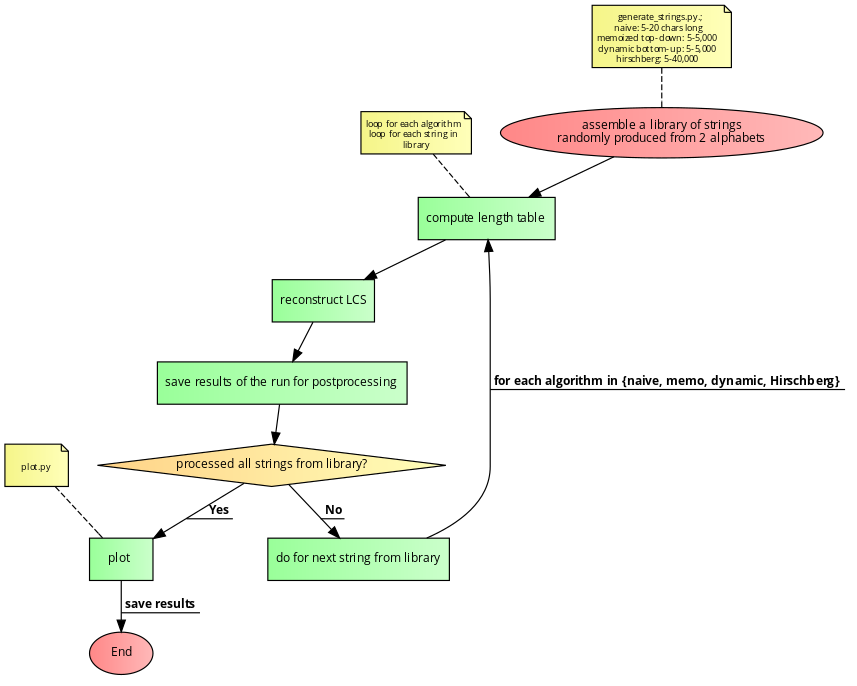 generate_strings.py.;
naive: 5-20 chars long
memoized top-down: 5-5,000
dynamic bottom-up: 5-5,000
hirschberg: 5-40,000
assemble a library of strings
randomly produced from 2 alphabets
loop for each algorithm
loop for each string in
library
compute length table
reconstruct LCS
save results of the run for postprocessing
for each algorithm in {naive, memo, dynamic, Hirschberg}
processed all strings from library?
plot.py
Yes
No
plot
do for next string from library
save results
End